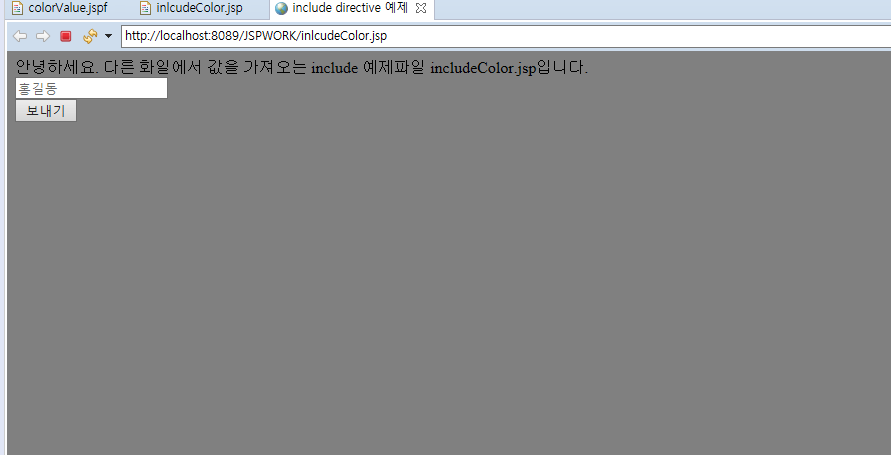 colorValue.jspf inlcudeColor.jsp include directive 예제
http://localhost:8089/JSPWORK/inlcudeColor.jsp
안녕하세요. 다른 화일에서 값을 가져오는 include 예제파일 includeColor.jsp입니다.
홍길동
보내기